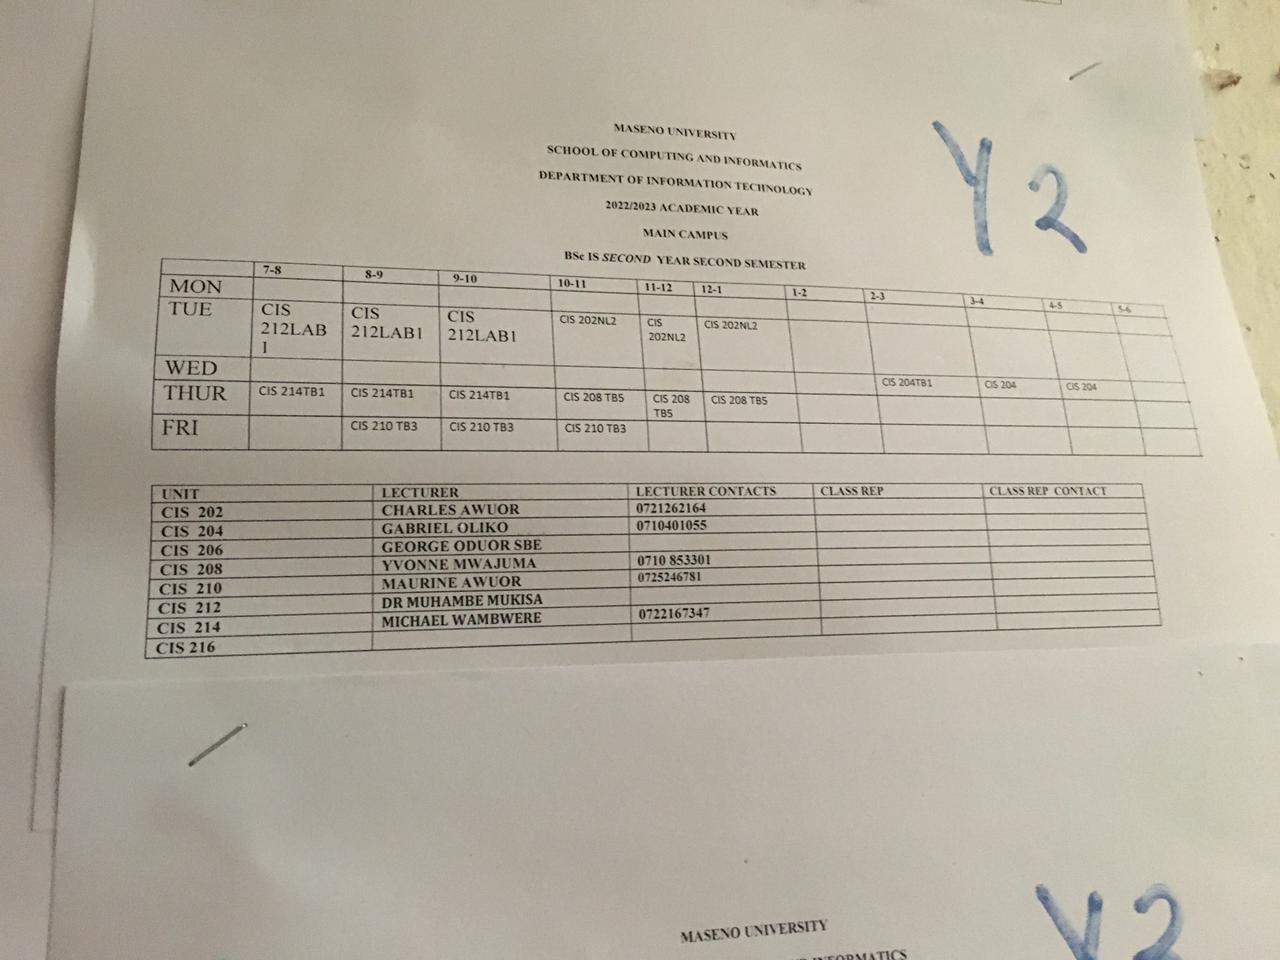 Y2
MASENO UNIVERSITY
SCHOOL OF COMPUTING AND INFORMATICS
DEPARTMENT OF INFORMATION TECHNOLOGY
2022/2023 ACADEMIC YEAR
MAIN CAMPUS
BSc IS SECOND YEAR SECOND SEMESTER
7-8 8-9 9-10 10-11 11-12 12-1 1-2 2-3 3-4 4-5 5-6
MON
TUE CIS 212LAB1 CIS 212LAB1 CIS 212LAB1 CIS 202NL2 CIS 202NL2 CIS 202NL2
WED
THUR CIS 214TB1 CIS 214TB1 CIS 214TB1 CIS 208 TB5 CIS 208 TB5 CIS 208 TB5 CIS 204TB1 CIS 204 CIS 204
FRI CIS 210 TB3 CIS 210 TB3 CIS 210 TB3
UNIT LECTURER LECTURER CONTACTS CLASS REP CLASS REP CONTACT
CIS 202 CHARLES AWUOR 0721262164
CIS 204 GABRIEL OLIKO 0710401055
CIS 206 GEORGE ODUOR SBE
CIS 208 YVONNE MWAJUMA 0710 853301
CIS 210 MAURINE AWUOR 0725246781
CIS 212 DR MUHAMBE MUKISA
CIS 214 MICHAEL WAMBWERE 0722167347
CIS 216
Y2
MASENO UNIVERSITY
INFORMATICS